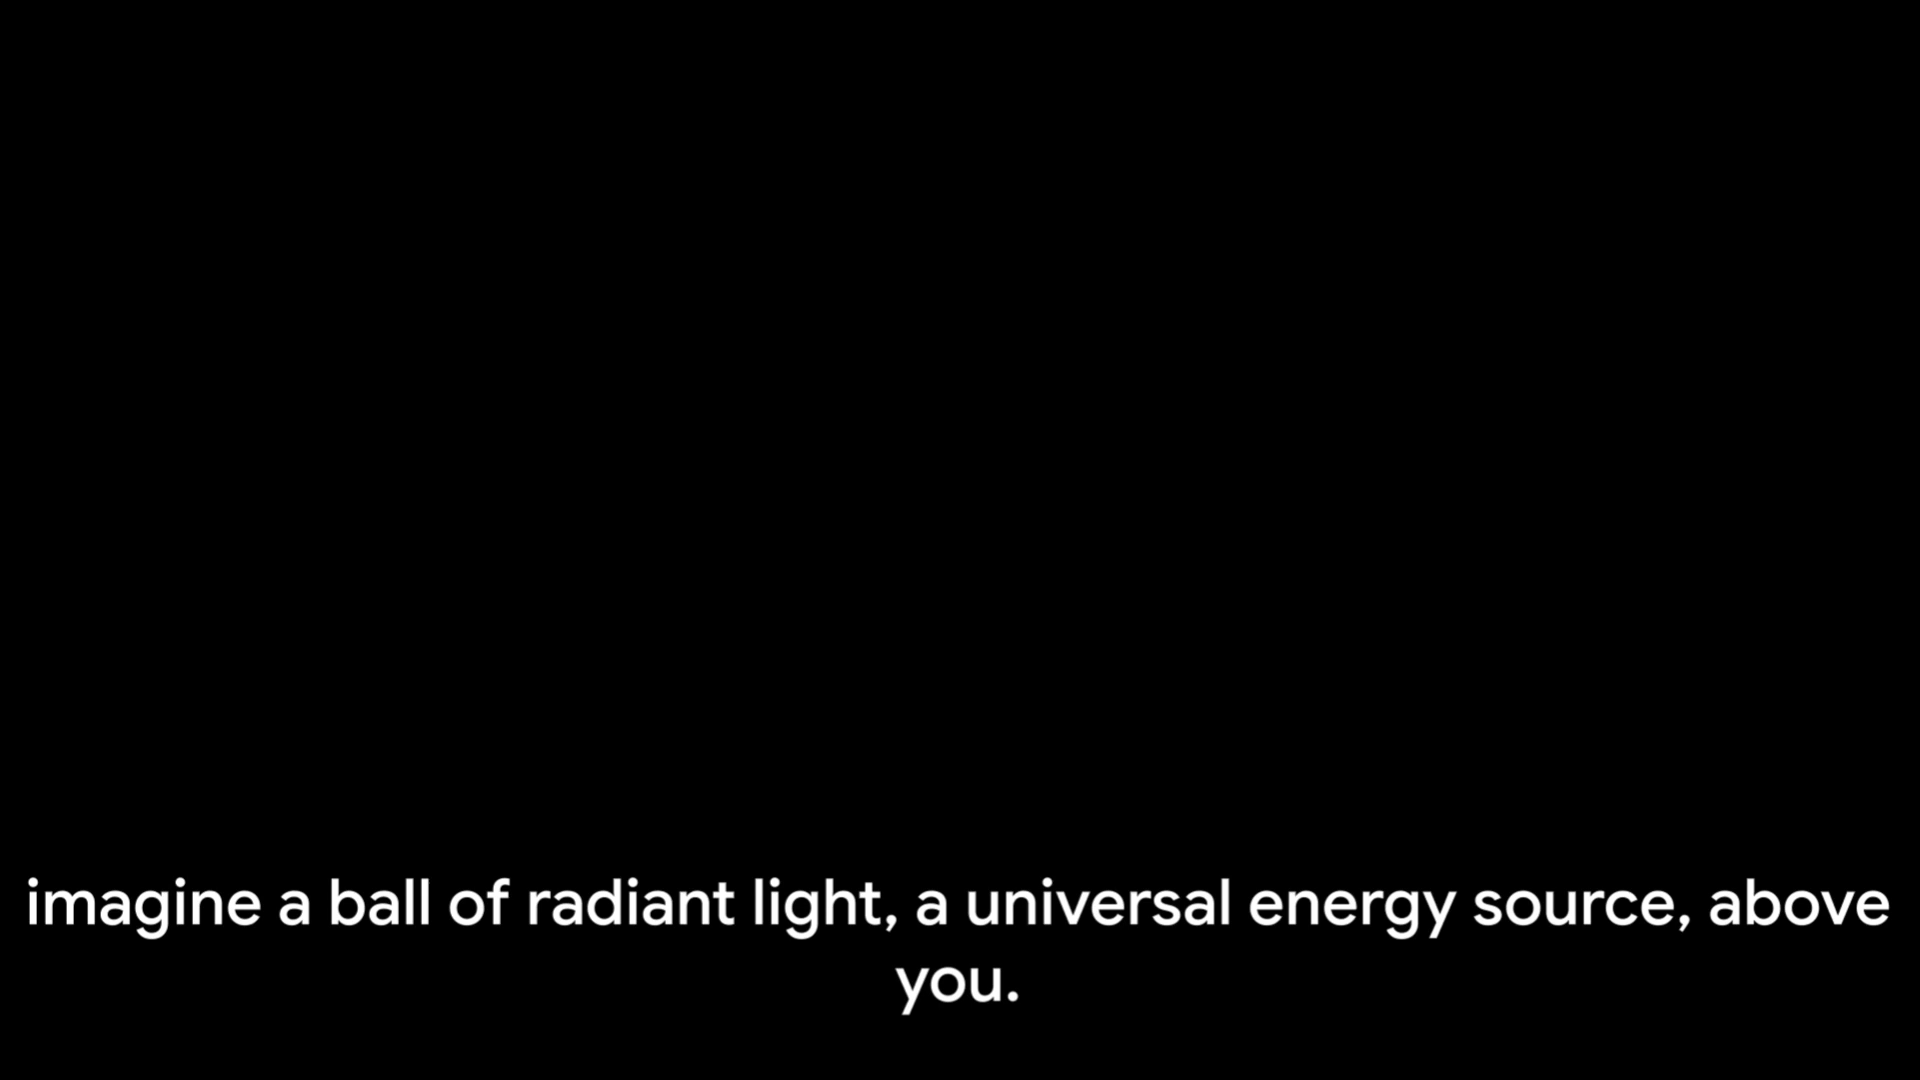 imagine a ball of radiant light, a universal energy source, above
you.